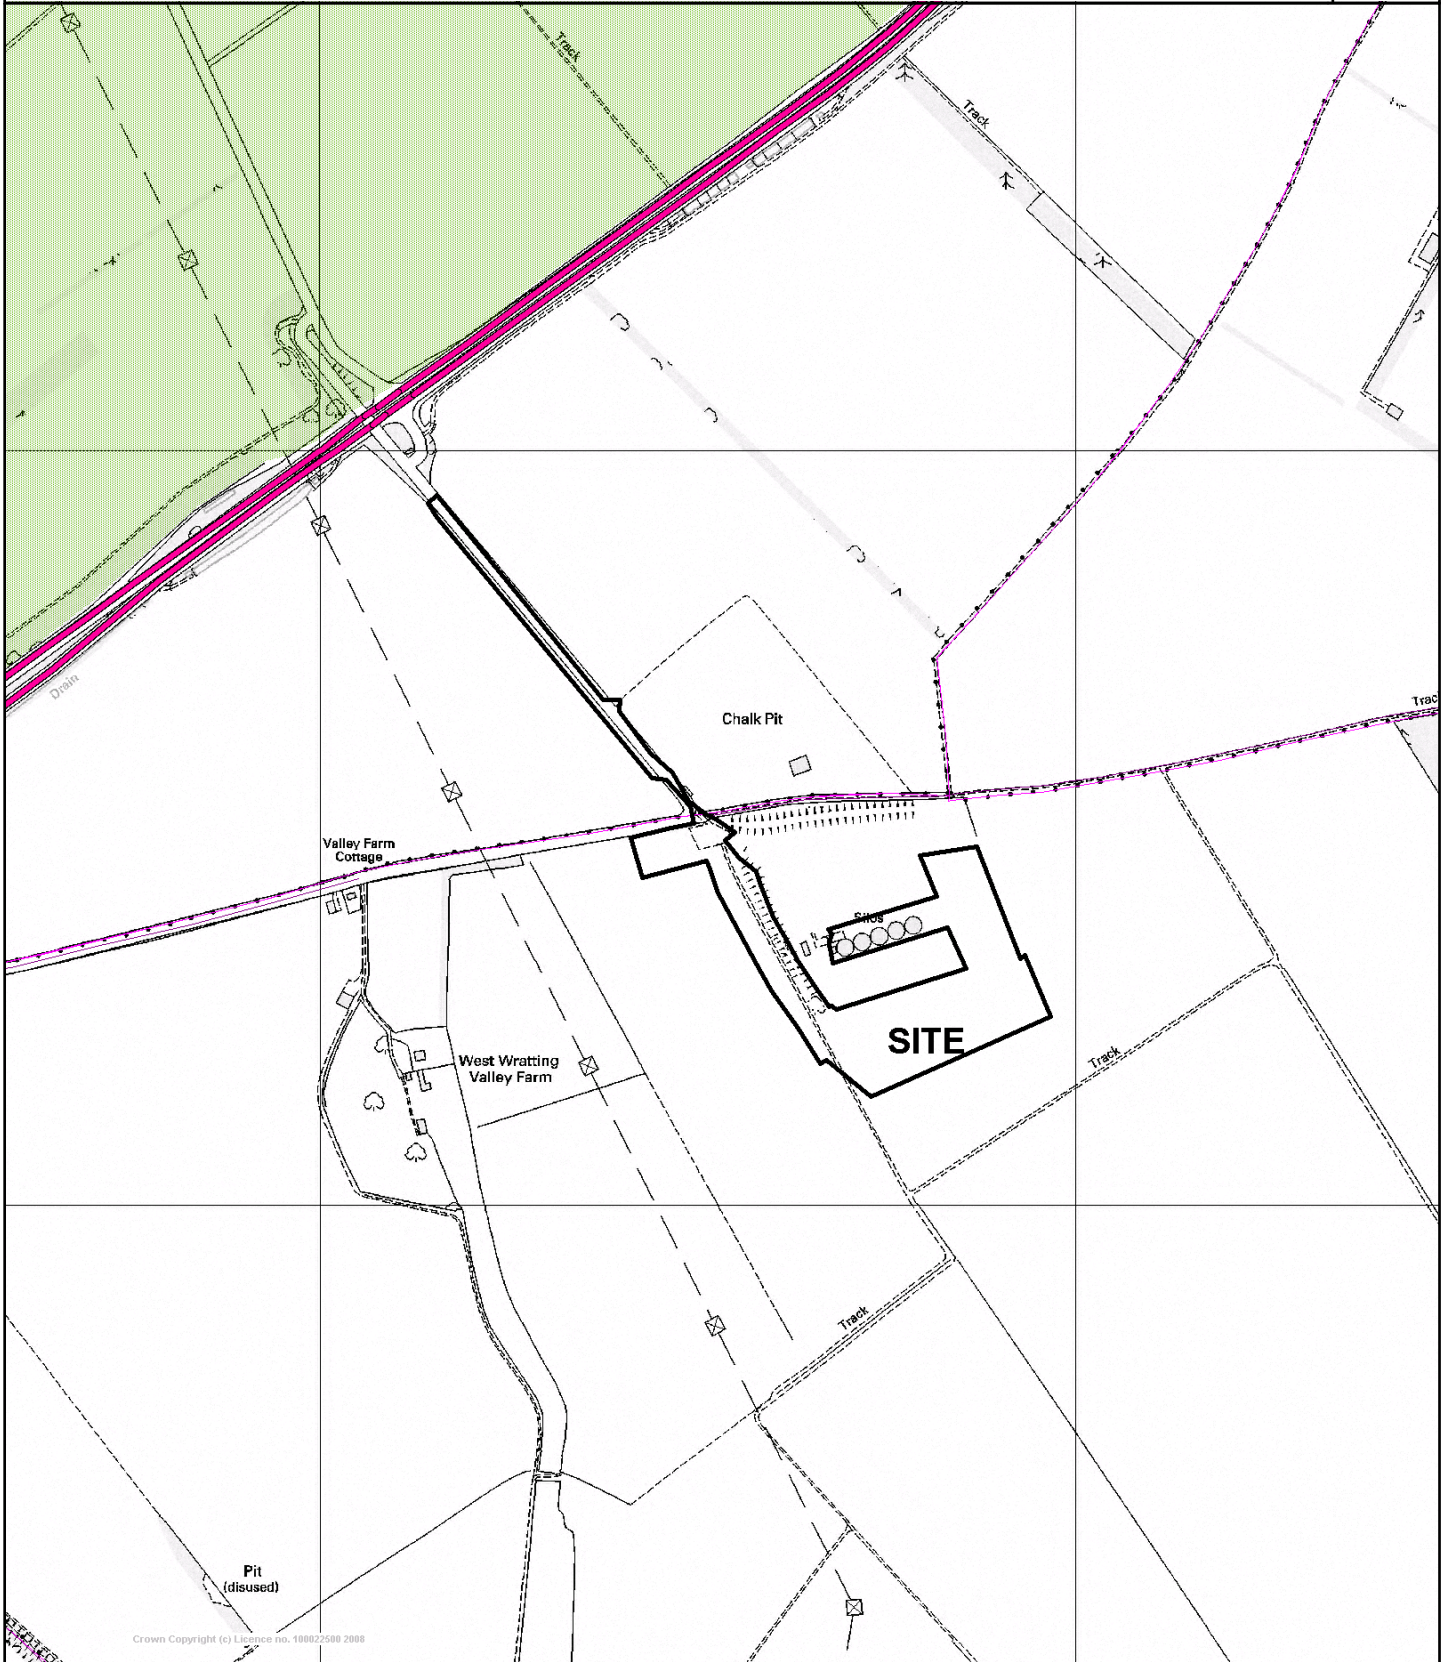 Track
Track
Drain
Chalk Pit
Trac
Valley Farm
Cottage
Silos
SITE
West Wratting
Valley Farm
Track
Track
Pit
(disused)
Crown Copyright (c) Licence no. 100022500 2008